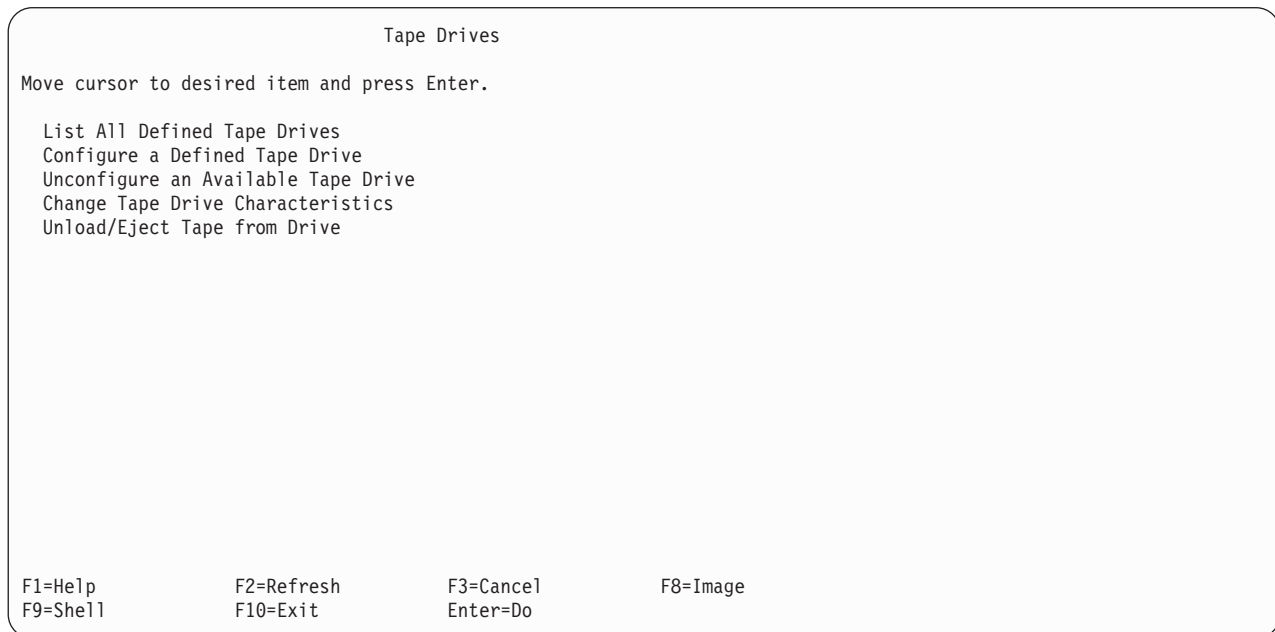 Tape Drives
Move cursor to desired item and press Enter.
List All Defined Tape Drives
Configure a Defined Tape Drive
Unconfigure an Available Tape Drive
Change Tape Drive Characteristics
Unload/Eject Tape from Drive
F1=Help F2=Refresh F3=Cancel F8=Image
F9=Shell F10=Exit Enter=Do